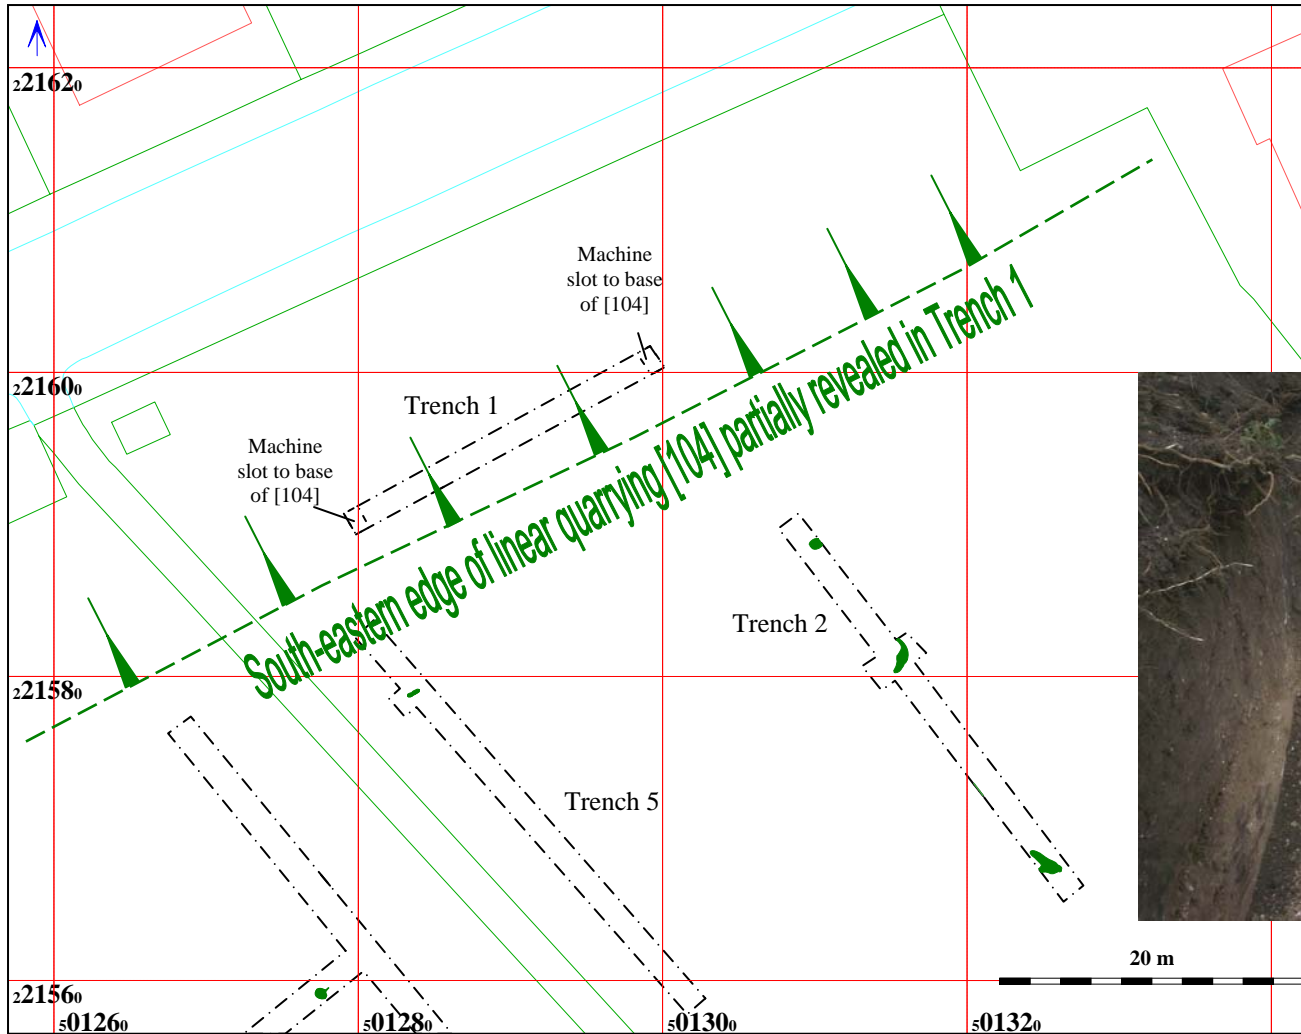 ₂2162₀
Machine
slot to base
of [104]
₂2160₀
Trench 1
Machine
slot to base
of [104]
South-eastern edge of linear quarrying [104] partially revealed in Trench 1
Trench 2
₂2158₀
Trench 5
20 m
₂2156₀
₅0126₀
₅0128₀
₅0130₀
₅0132₀